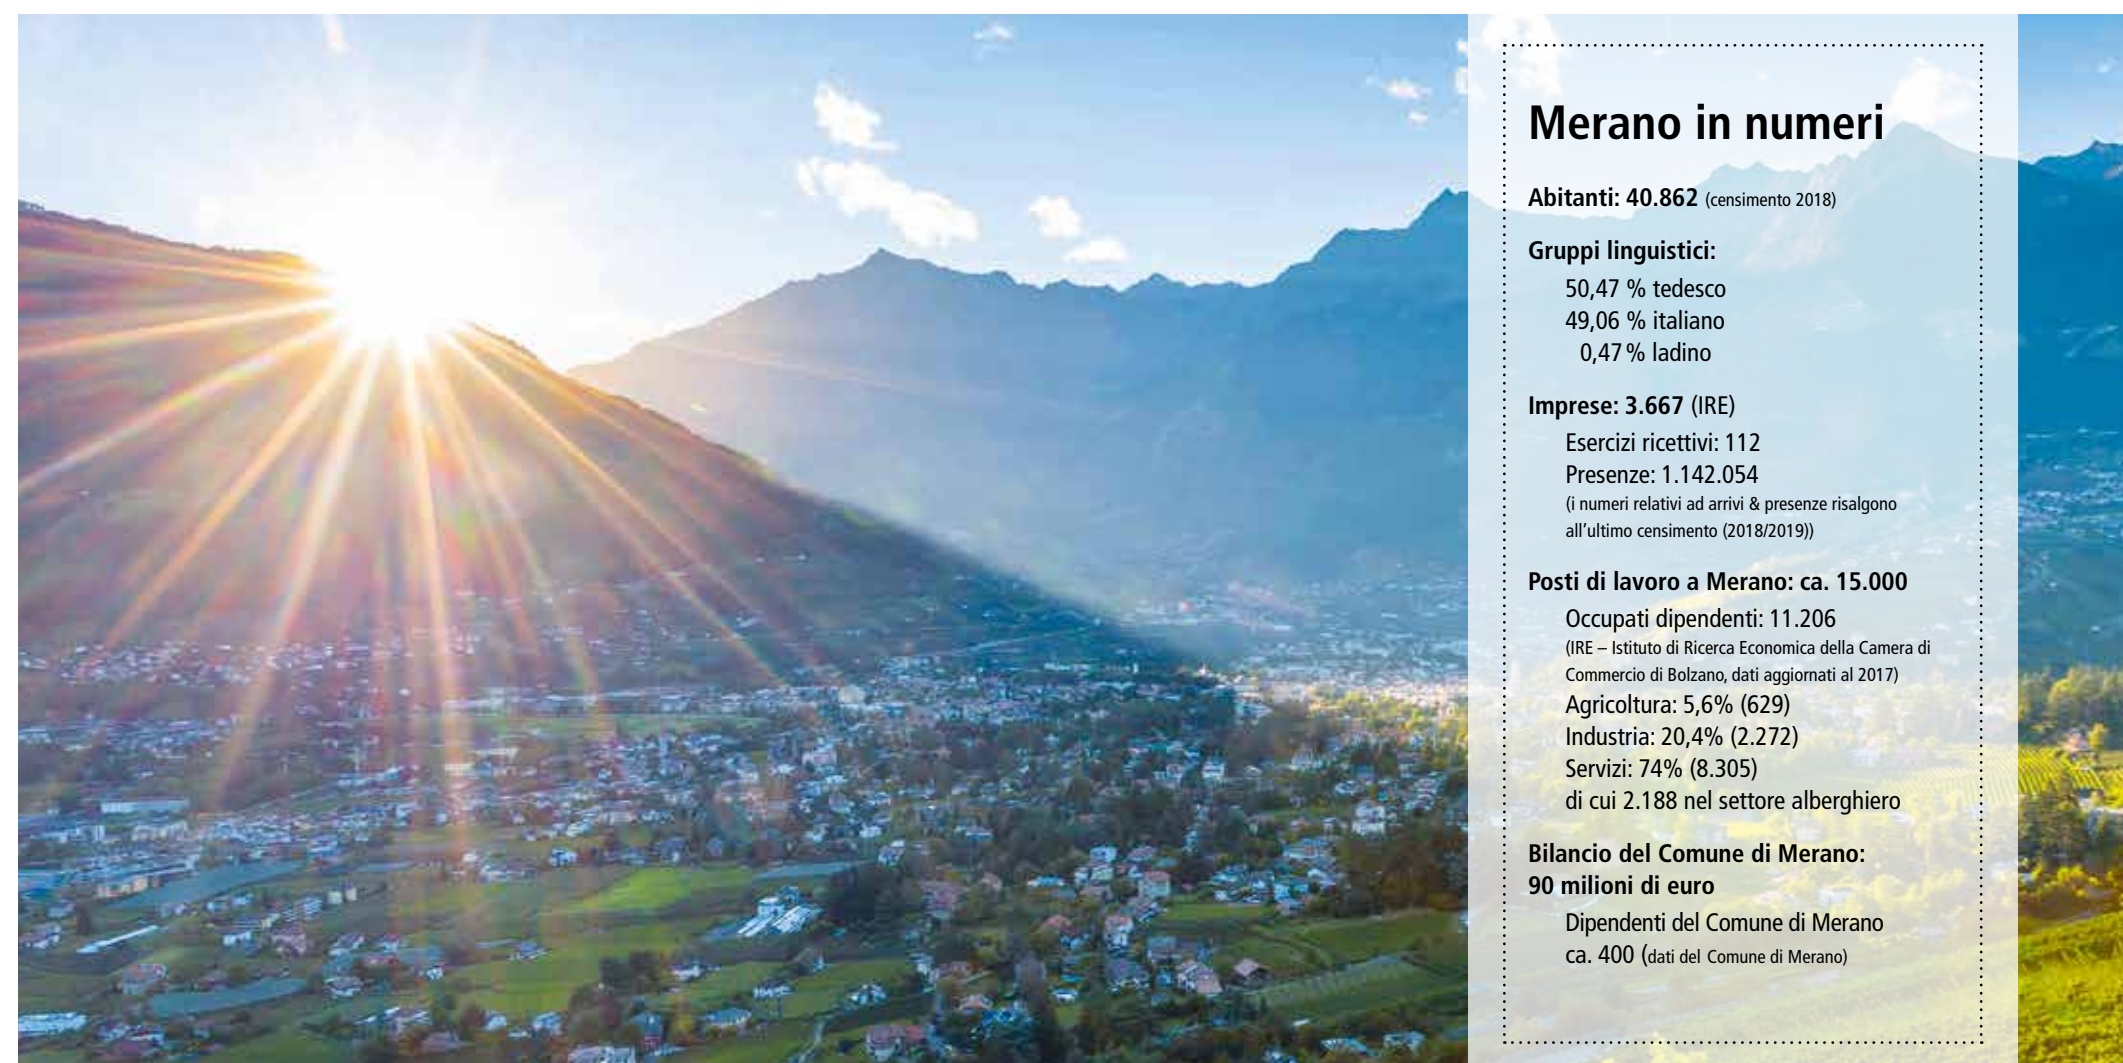 Merano in numeri
Abitanti: 40.862 (censimento 2018)
Gruppi linguistici:
50,47 % tedesco
49,06 % italiano
0,47 % ladino
Imprese: 3.667 (IRE)
Esercizi ricettivi: 112
Presenze: 1.142.054
(i numeri relativi ad arrivi & presenze risalgono
all'ultimo censimento (2018/2019))
Posti di lavoro a Merano: ca. 15.000
Occupati dipendenti: 11.206
(IRE – Istituto di Ricerca Economica della Camera di
Commercio di Bolzano, dati aggiornati al 2017)
Agricoltura: 5,6% (629)
Industria: 20,4% (2.272)
Servizi: 74% (8.305)
di cui 2.188 nel settore alberghiero
Bilancio del Comune di Merano:
90 milioni di euro
Dipendenti del Comune di Merano
ca. 400 (dati del Comune di Merano)